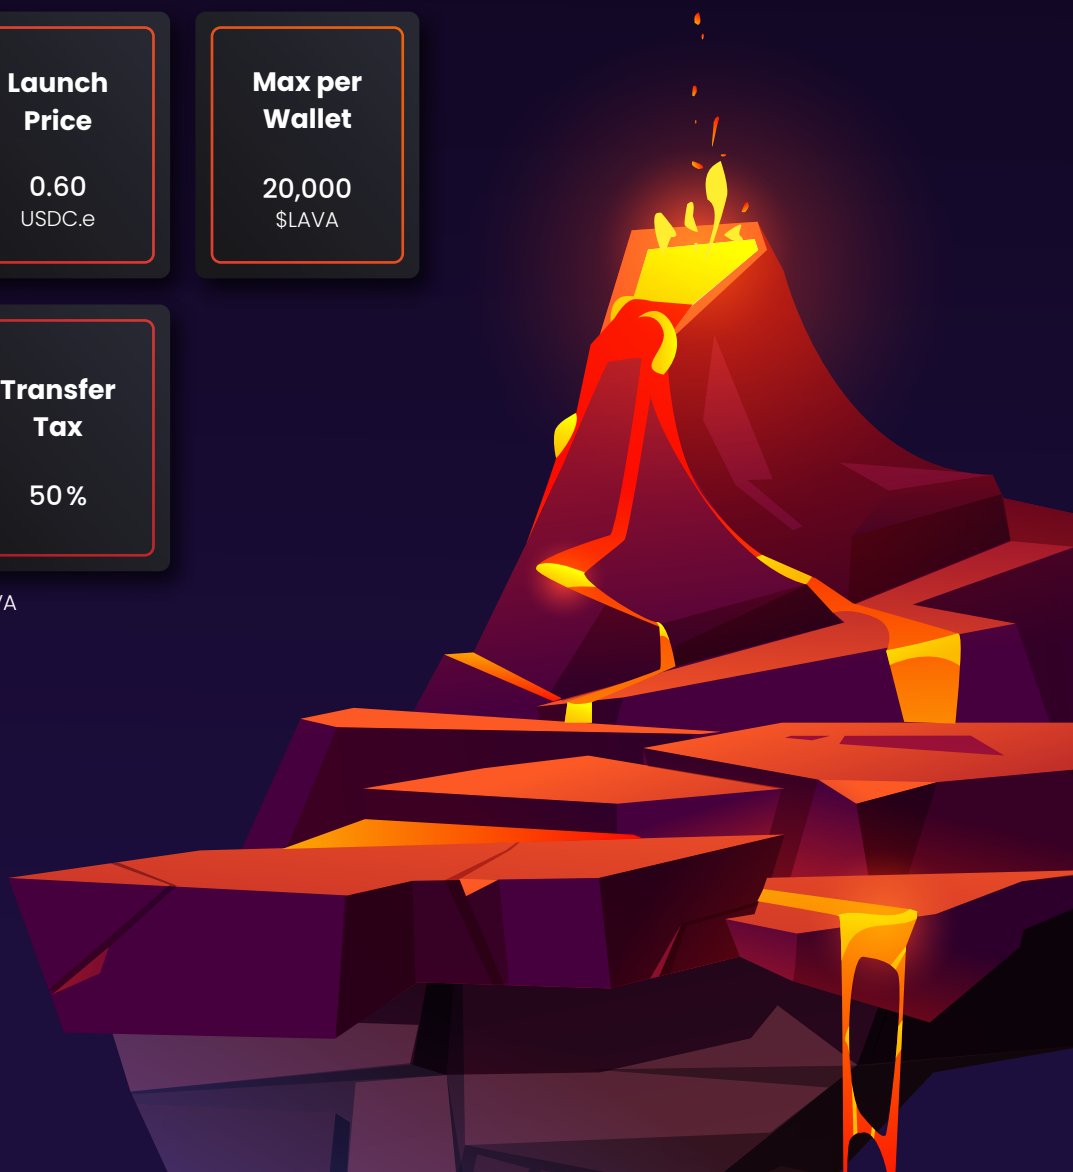 Launch
Price
0.60
USDC.e
Max per
Wallet
20,000
$LAVA
Transfer
Tax
50%